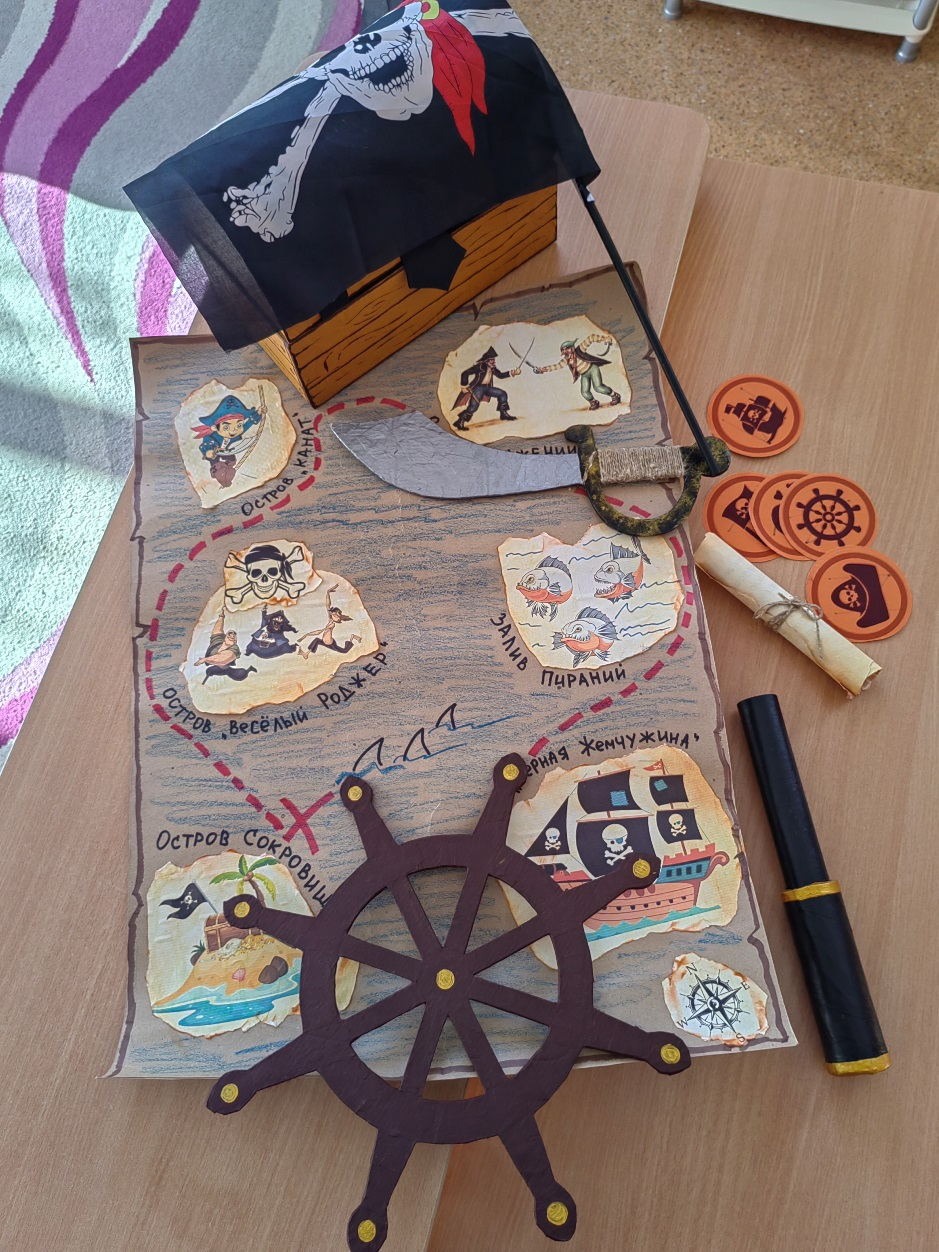 ОСТРОВ „КАНАТ"
ЗАЛИВ
ПИРАНИЙ
ОСТРОВ „ВЕСЁЛЫЙ РОДЖЕР"
ЖЕМЧУЖИНА"
ОСТРОВ СОКРОВИЩ
N
E
W
S